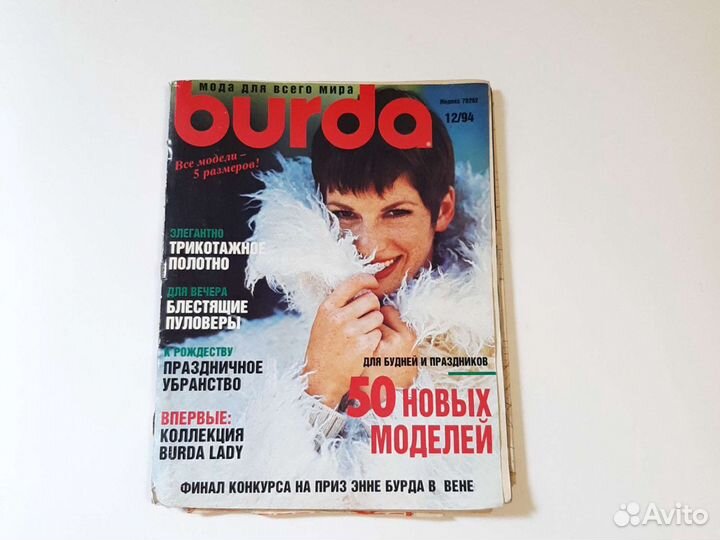 мода для всего мира
burda
Индекс 70202
12/94
Все модели –
5 размеров!
ЭЛЕГАНТНО
ТРИКОТАЖНОЕ
ПОЛОТНО
ДЛЯ ВЕЧЕРА
БЛЕСТЯЩИЕ
ПУЛОВЕРЫ
К РОЖДЕСТВУ
ПРАЗДНИЧНОЕ
УБРАНСТВО
ВПЕРВЫЕ:
КОЛЛЕКЦИЯ
BURDA LADY
ДЛЯ БУДНЕЙ И ПРАЗДНИКОВ
50 НОВЫХ
МОДЕЛЕЙ
ФИНАЛ КОНКУРСА НА ПРИЗ ЭННЕ БУРДА В ВЕНЕ
Avito